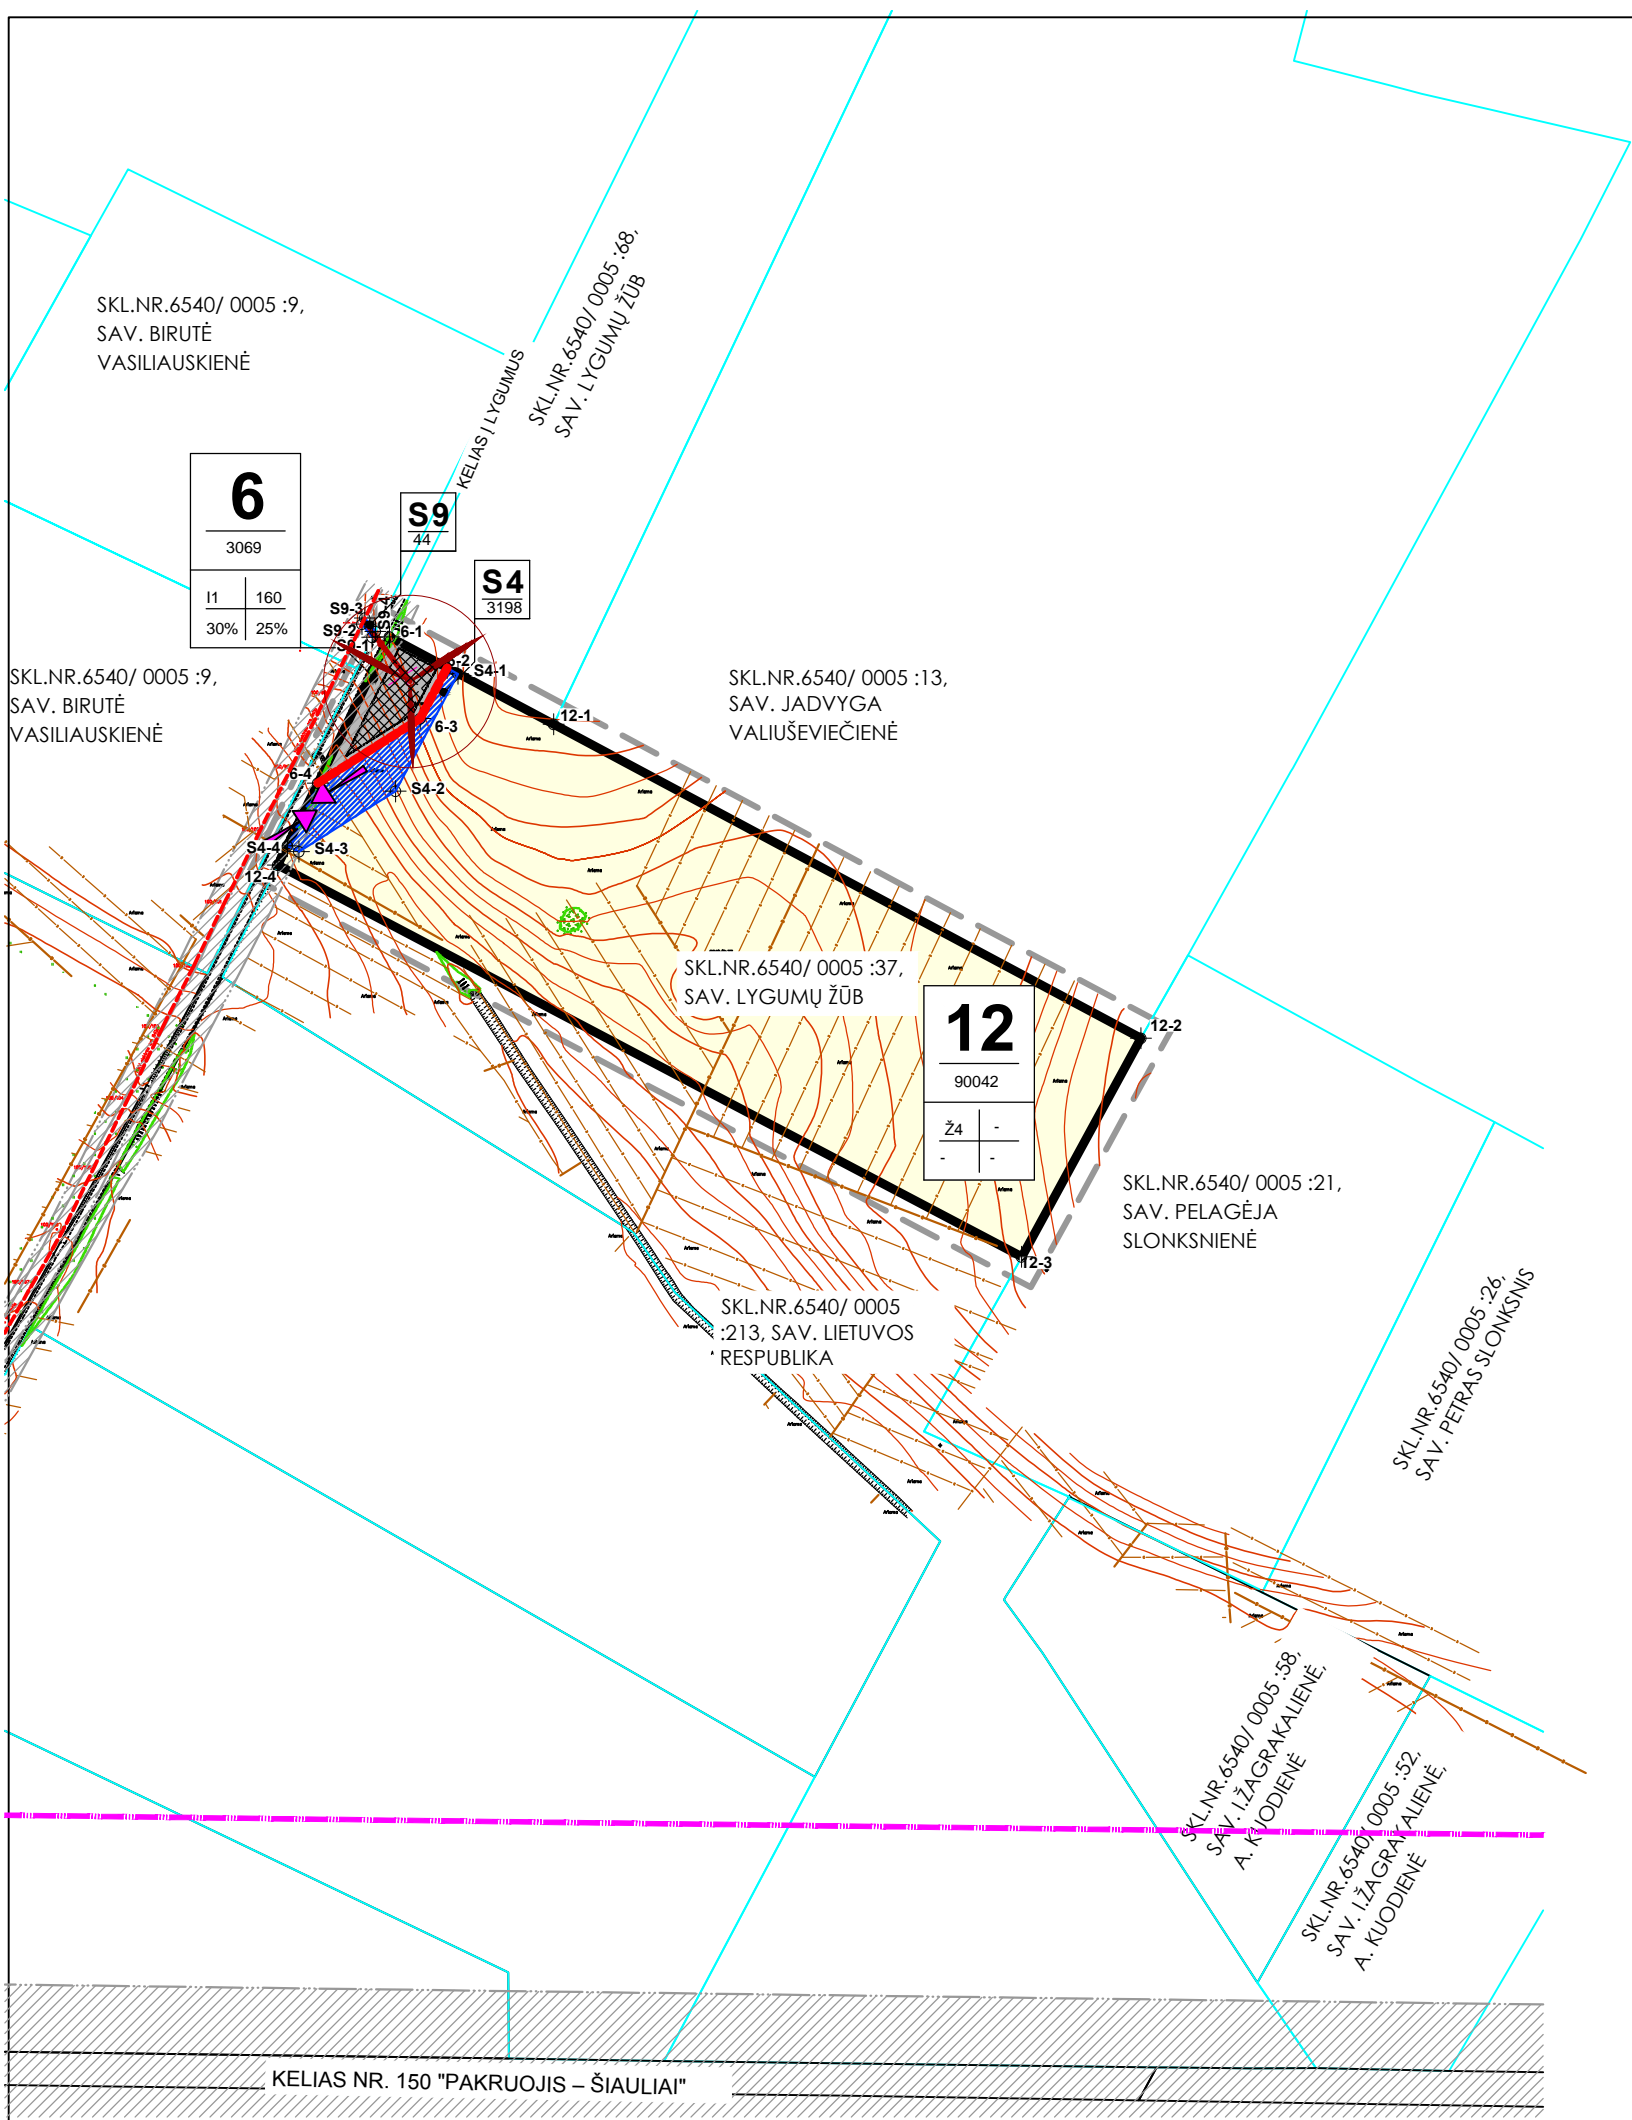 SKL.NR.6540/ 0005 :9,
SAV. BIRUTĖ
VASILIAUSKIENĖ
KELIAS Į LYGUMUS
SKL.NR.6540/ 0005 :68,
SAV. LYGUMŲ ŽŪB
6
3069
I1 160
30% 25%
S9
44
S4
3198
S9-3
S9-4
S9-2
6-1
S9-1
S4-1
6-3
6-4
S4-2
S4-4
S4-3
12-4
12-1
SKL.NR.6540/ 0005 :9,
SAV. BIRUTĖ
VASILIAUSKIENĖ
SKL.NR.6540/ 0005 :13,
SAV. JADVYGA
VALIUŠEVIEČIENĖ
SKL.NR.6540/ 0005 :37,
SAV. LYGUMŲ ŽŪB
12
90042
Ž4 -
- -
12-2
12-3
SKL.NR.6540/ 0005 :21,
SAV. PELAGĖJA
SLONKSNIENĖ
SKL.NR.6540/ 0005
:213, SAV. LIETUVOS
RESPUBLIKA
SKL.NR.6540/ 0005 :26,
SAV. PETRAS SLONKSNIS
SKL.NR.6540/ 0005 :58,
SAV. I.ŽAGRAKALIENĖ,
A. KUODIENĖ
SKL.NR.6540/ 0005 :52,
SAV. I.ŽAGRAKALIENĖ,
A. KUODIENĖ
KELIAS NR. 150 "PAKRUOJIS – ŠIAULIAI"